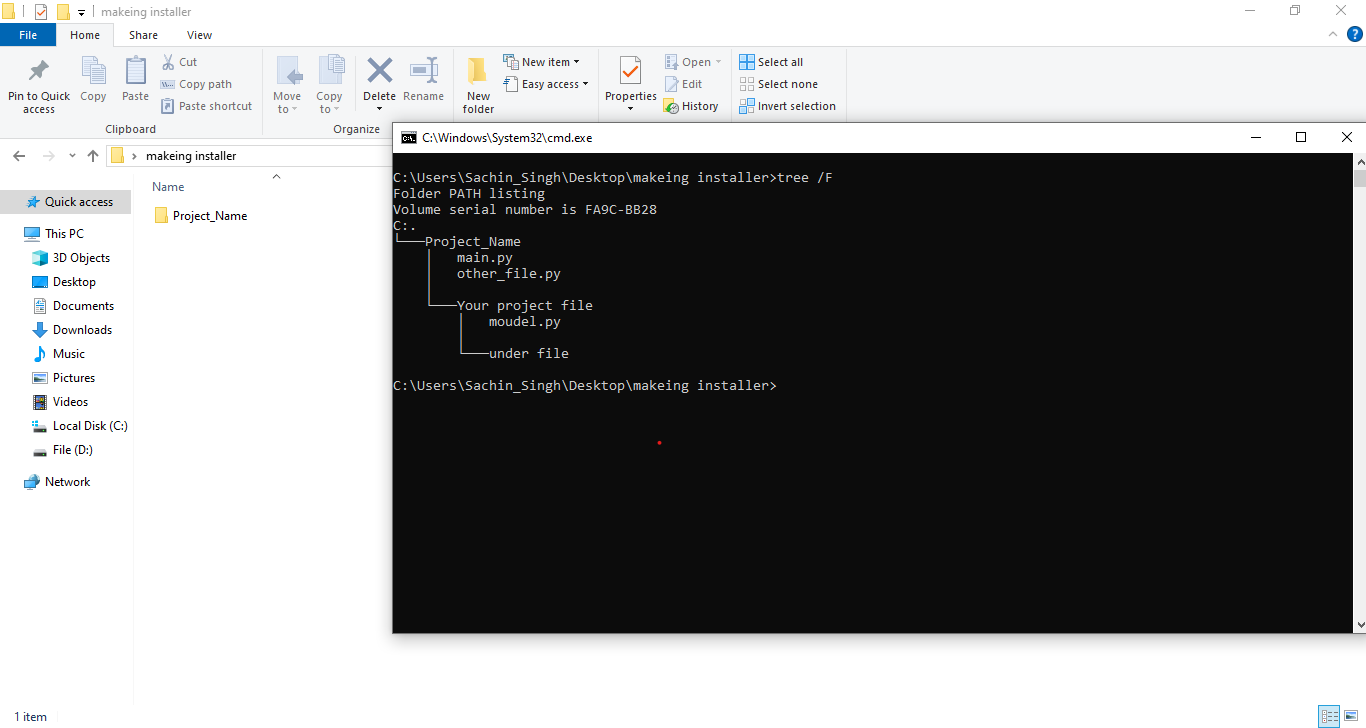 makeing installer
File Home Share View
Pin to Quick access
Copy
Paste
Cut
Copy path
Paste shortcut
Clipboard
Move to
Copy to
Delete
Rename
Organize
New folder
New item
Easy access
Properties
Open
Edit
History
Select all
Select none
Invert selection
makeing installer
Name
Project_Name
Quick access
This PC
3D Objects
Desktop
Documents
Downloads
Music
Pictures
Videos
Local Disk (C:)
File (D:)
Network
1 item
C:\Windows\System32\cmd.exe
C:\Users\Sachin_Singh\Desktop\makeing installer>tree /F
Folder PATH listing
Volume serial number is FA9C-BB28
C:.
└───Project_Name
    │   main.py
    │   other_file.py
    │
    └───Your project file
        │   moudel.py
        │
        └───under file
C:\Users\Sachin_Singh\Desktop\makeing installer>